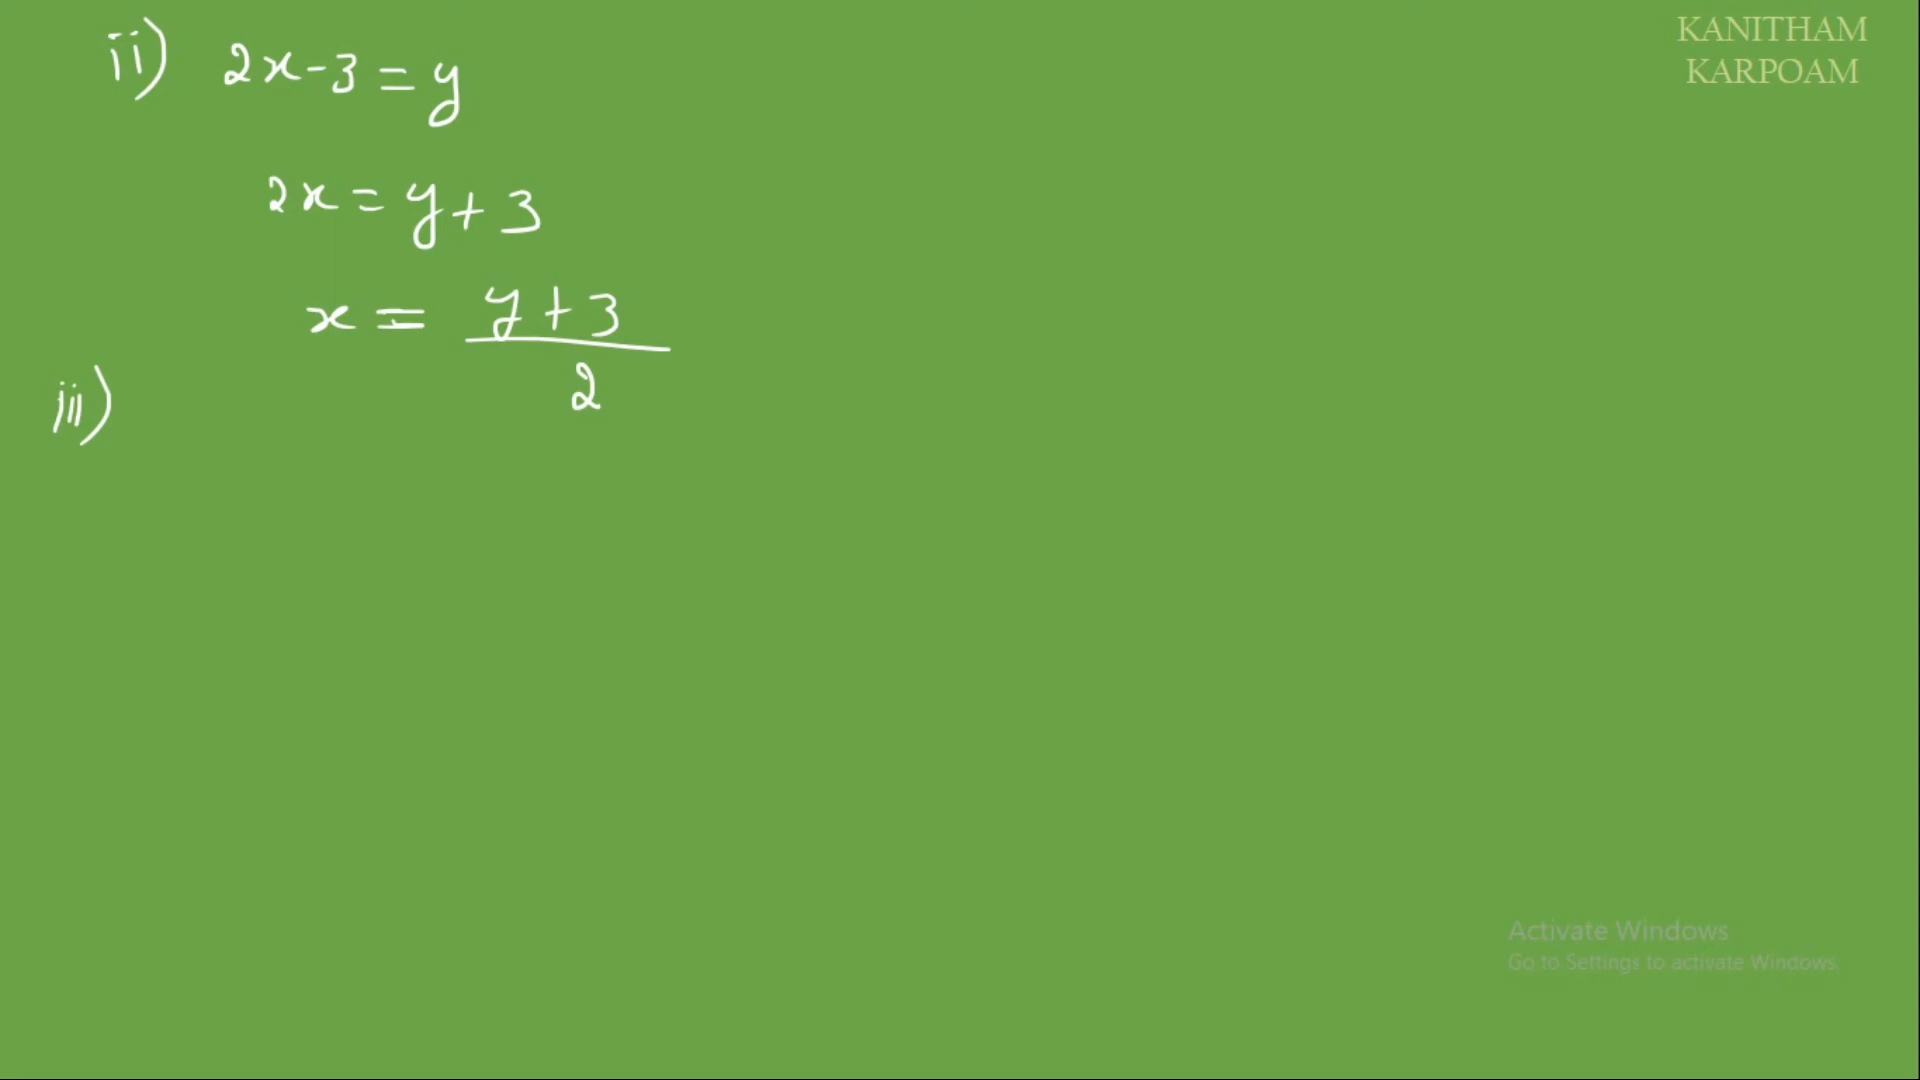 KANITHAM
KARPOAM
ii) 2x-3=y
2x=y+3
x = y+3
2
iii)
Activate Windows
Go to Settings to activate Windows.